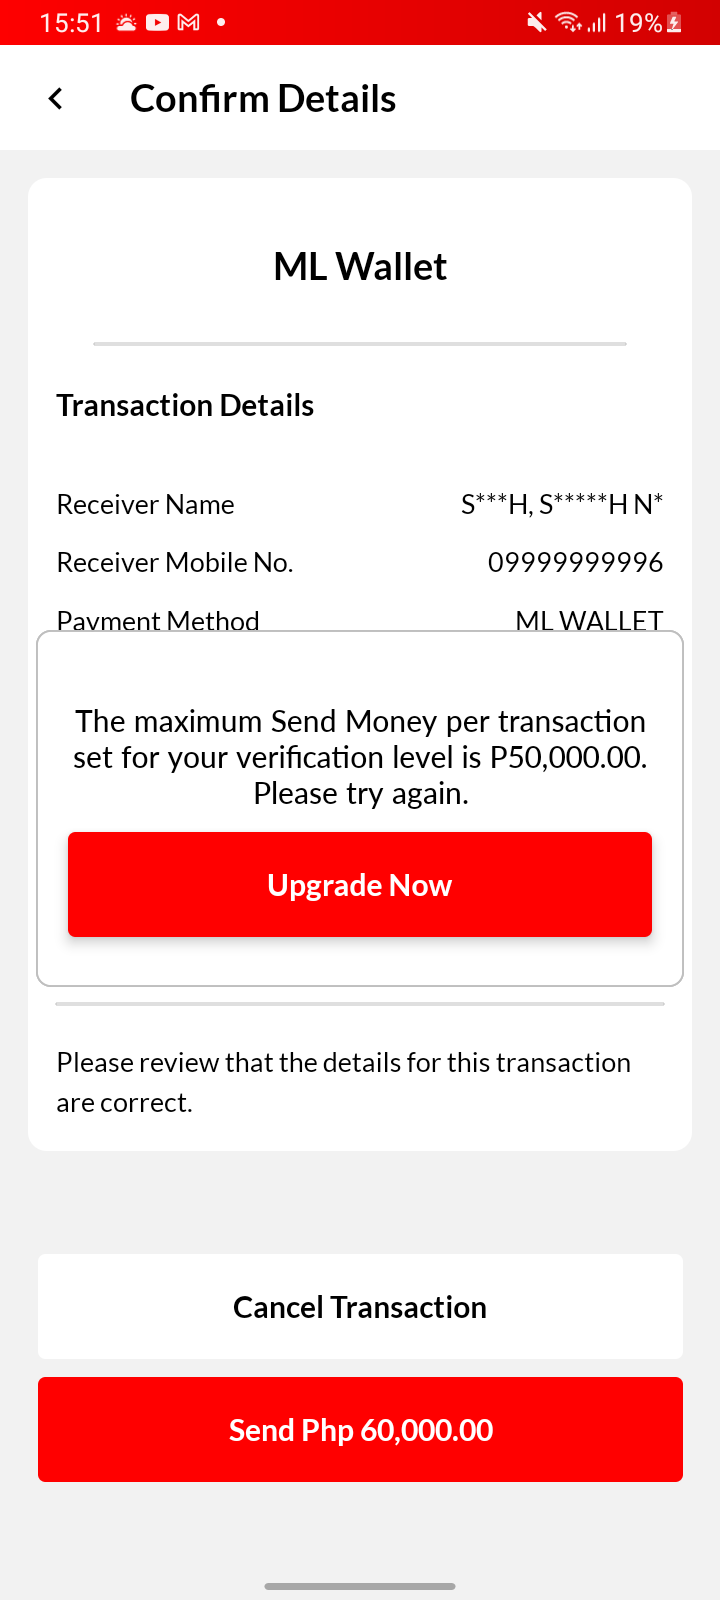 15:51
19%
Confirm Details
ML Wallet
Transaction Details
Receiver Name S***H, S*****H N*
Receiver Mobile No. 09999999996
Payment Method ML WALLET
The maximum Send Money per transaction
set for your verification level is P50,000.00.
Please try again.
Upgrade Now
Please review that the details for this transaction
are correct.
Cancel Transaction
Send Php 60,000.00